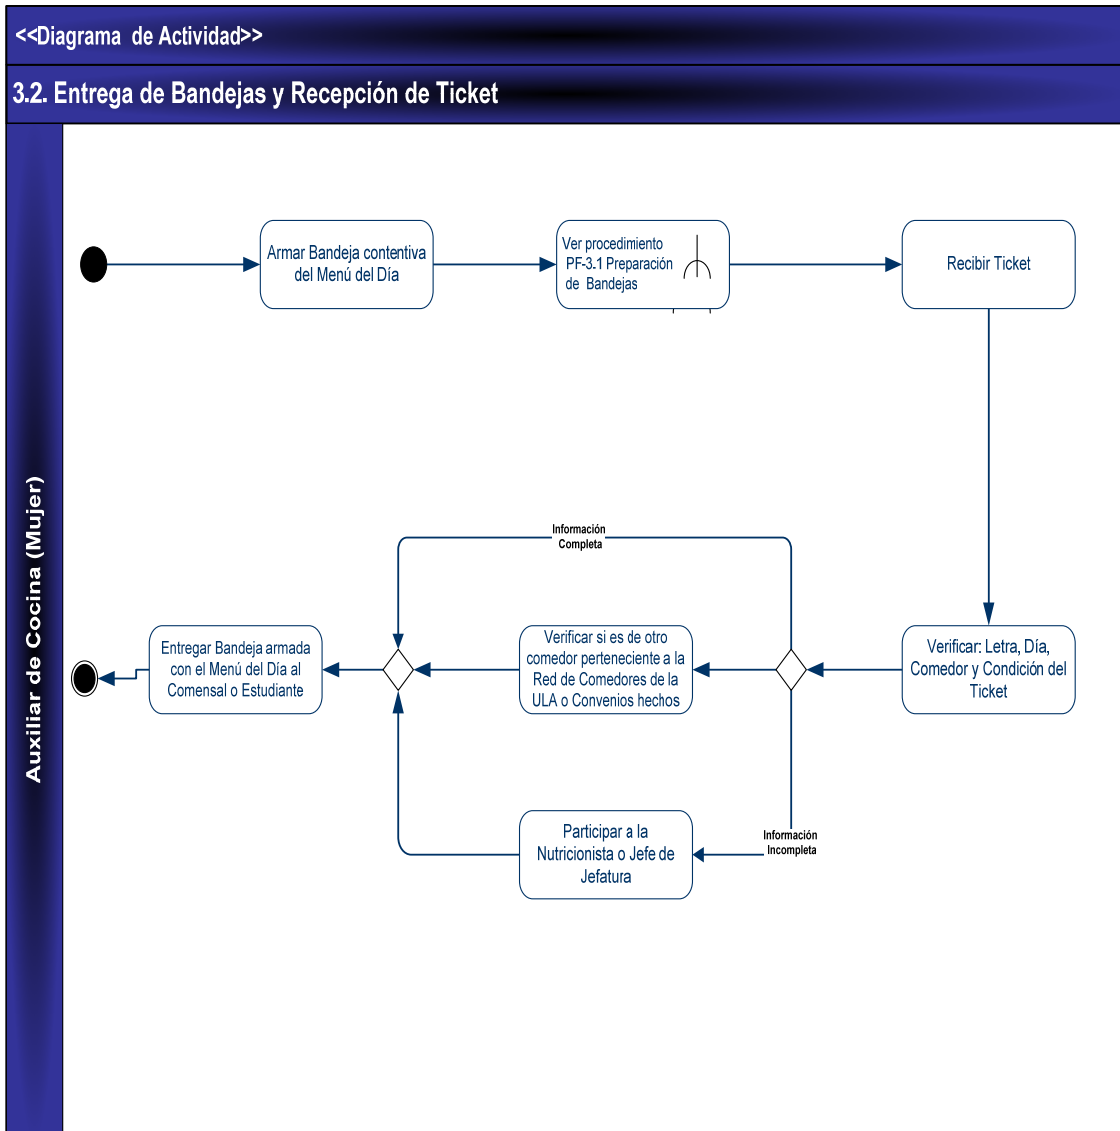 <<Diagrama de Actividad>>
3.2. Entrega de Bandejas y Recepción de Ticket
Auxiliar de Cocina (Mujer)
Armar Bandeja contentiva
del Menú del Día
Ver procedimiento
PF-3.1 Preparación
de Bandejas
Recibir Ticket
Verificar: Letra, Día,
Comedor y Condición del
Ticket
Información
Completa
Verificar si es de otro
comedor perteneciente a la
Red de Comedores de la
ULA o Convenios hechos
Información
Incompleta
Participar a la
Nutricionista o Jefe de
Jefatura
Entregar Bandeja armada
con el Menú del Día al
Comensal o Estudiante